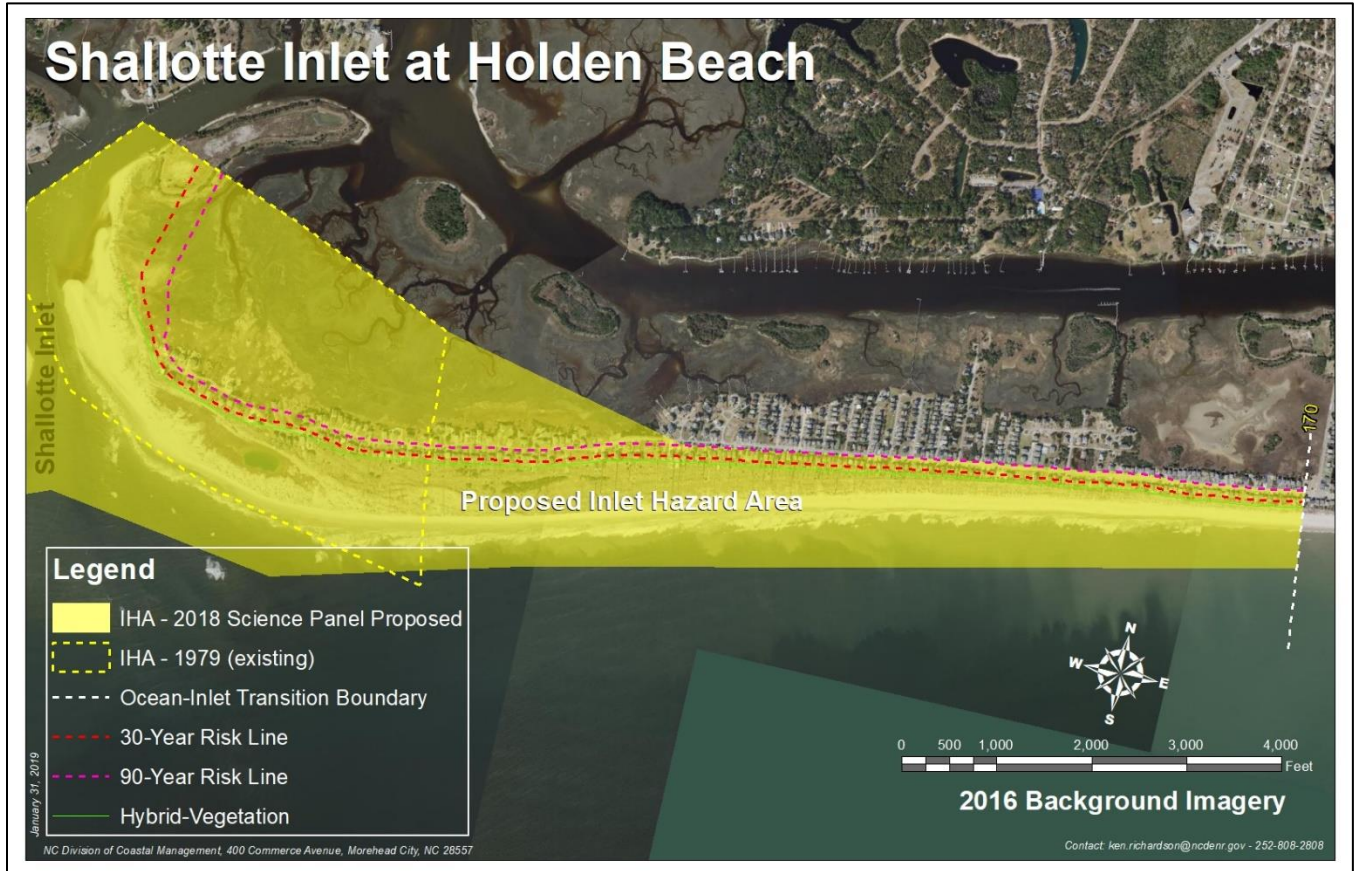 Shallotte Inlet at Holden Beach
Shallotte Inlet
170
Proposed Inlet Hazard Area
Legend
IHA - 2018 Science Panel Proposed
IHA - 1979 (existing)
Ocean-Inlet Transition Boundary
30-Year Risk Line
90-Year Risk Line
Hybrid-Vegetation
January 31, 2019
N
W
E
S
0 500 1,000 2,000 3,000 4,000
Feet
2016 Background Imagery
NC Division of Coastal Management, 400 Commerce Avenue, Morehead City, NC 28557
Contact: ken.richardson@ncdenr.gov - 252-808-2808